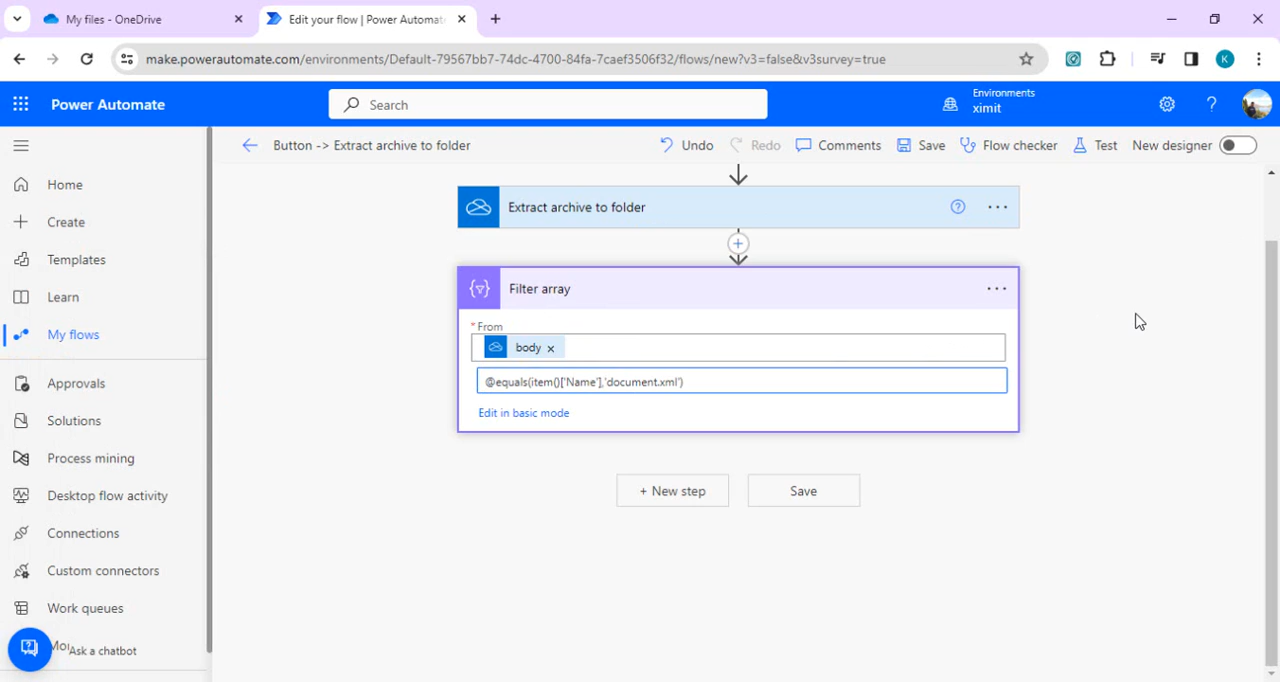 My files - OneDrive
Edit your flow | Power Automate
make.powerautomate.com/environments/Default-79567bb7-74dc-4700-84fa-7caef3506f32/flows/new?v3=false&v3survey=true
K
Power Automate
Search
Environments
ximit
Button -> Extract archive to folder
Undo
Redo
Comments
Save
Flow checker
Test
New designer
Home
Create
Templates
Learn
My flows
Approvals
Solutions
Process mining
Desktop flow activity
Connections
Custom connectors
Work queues
Ask a chatbot
Extract archive to folder
Filter array
* From
body
@equals(item()['Name'],'document.xml')
Edit in basic mode
+ New step
Save